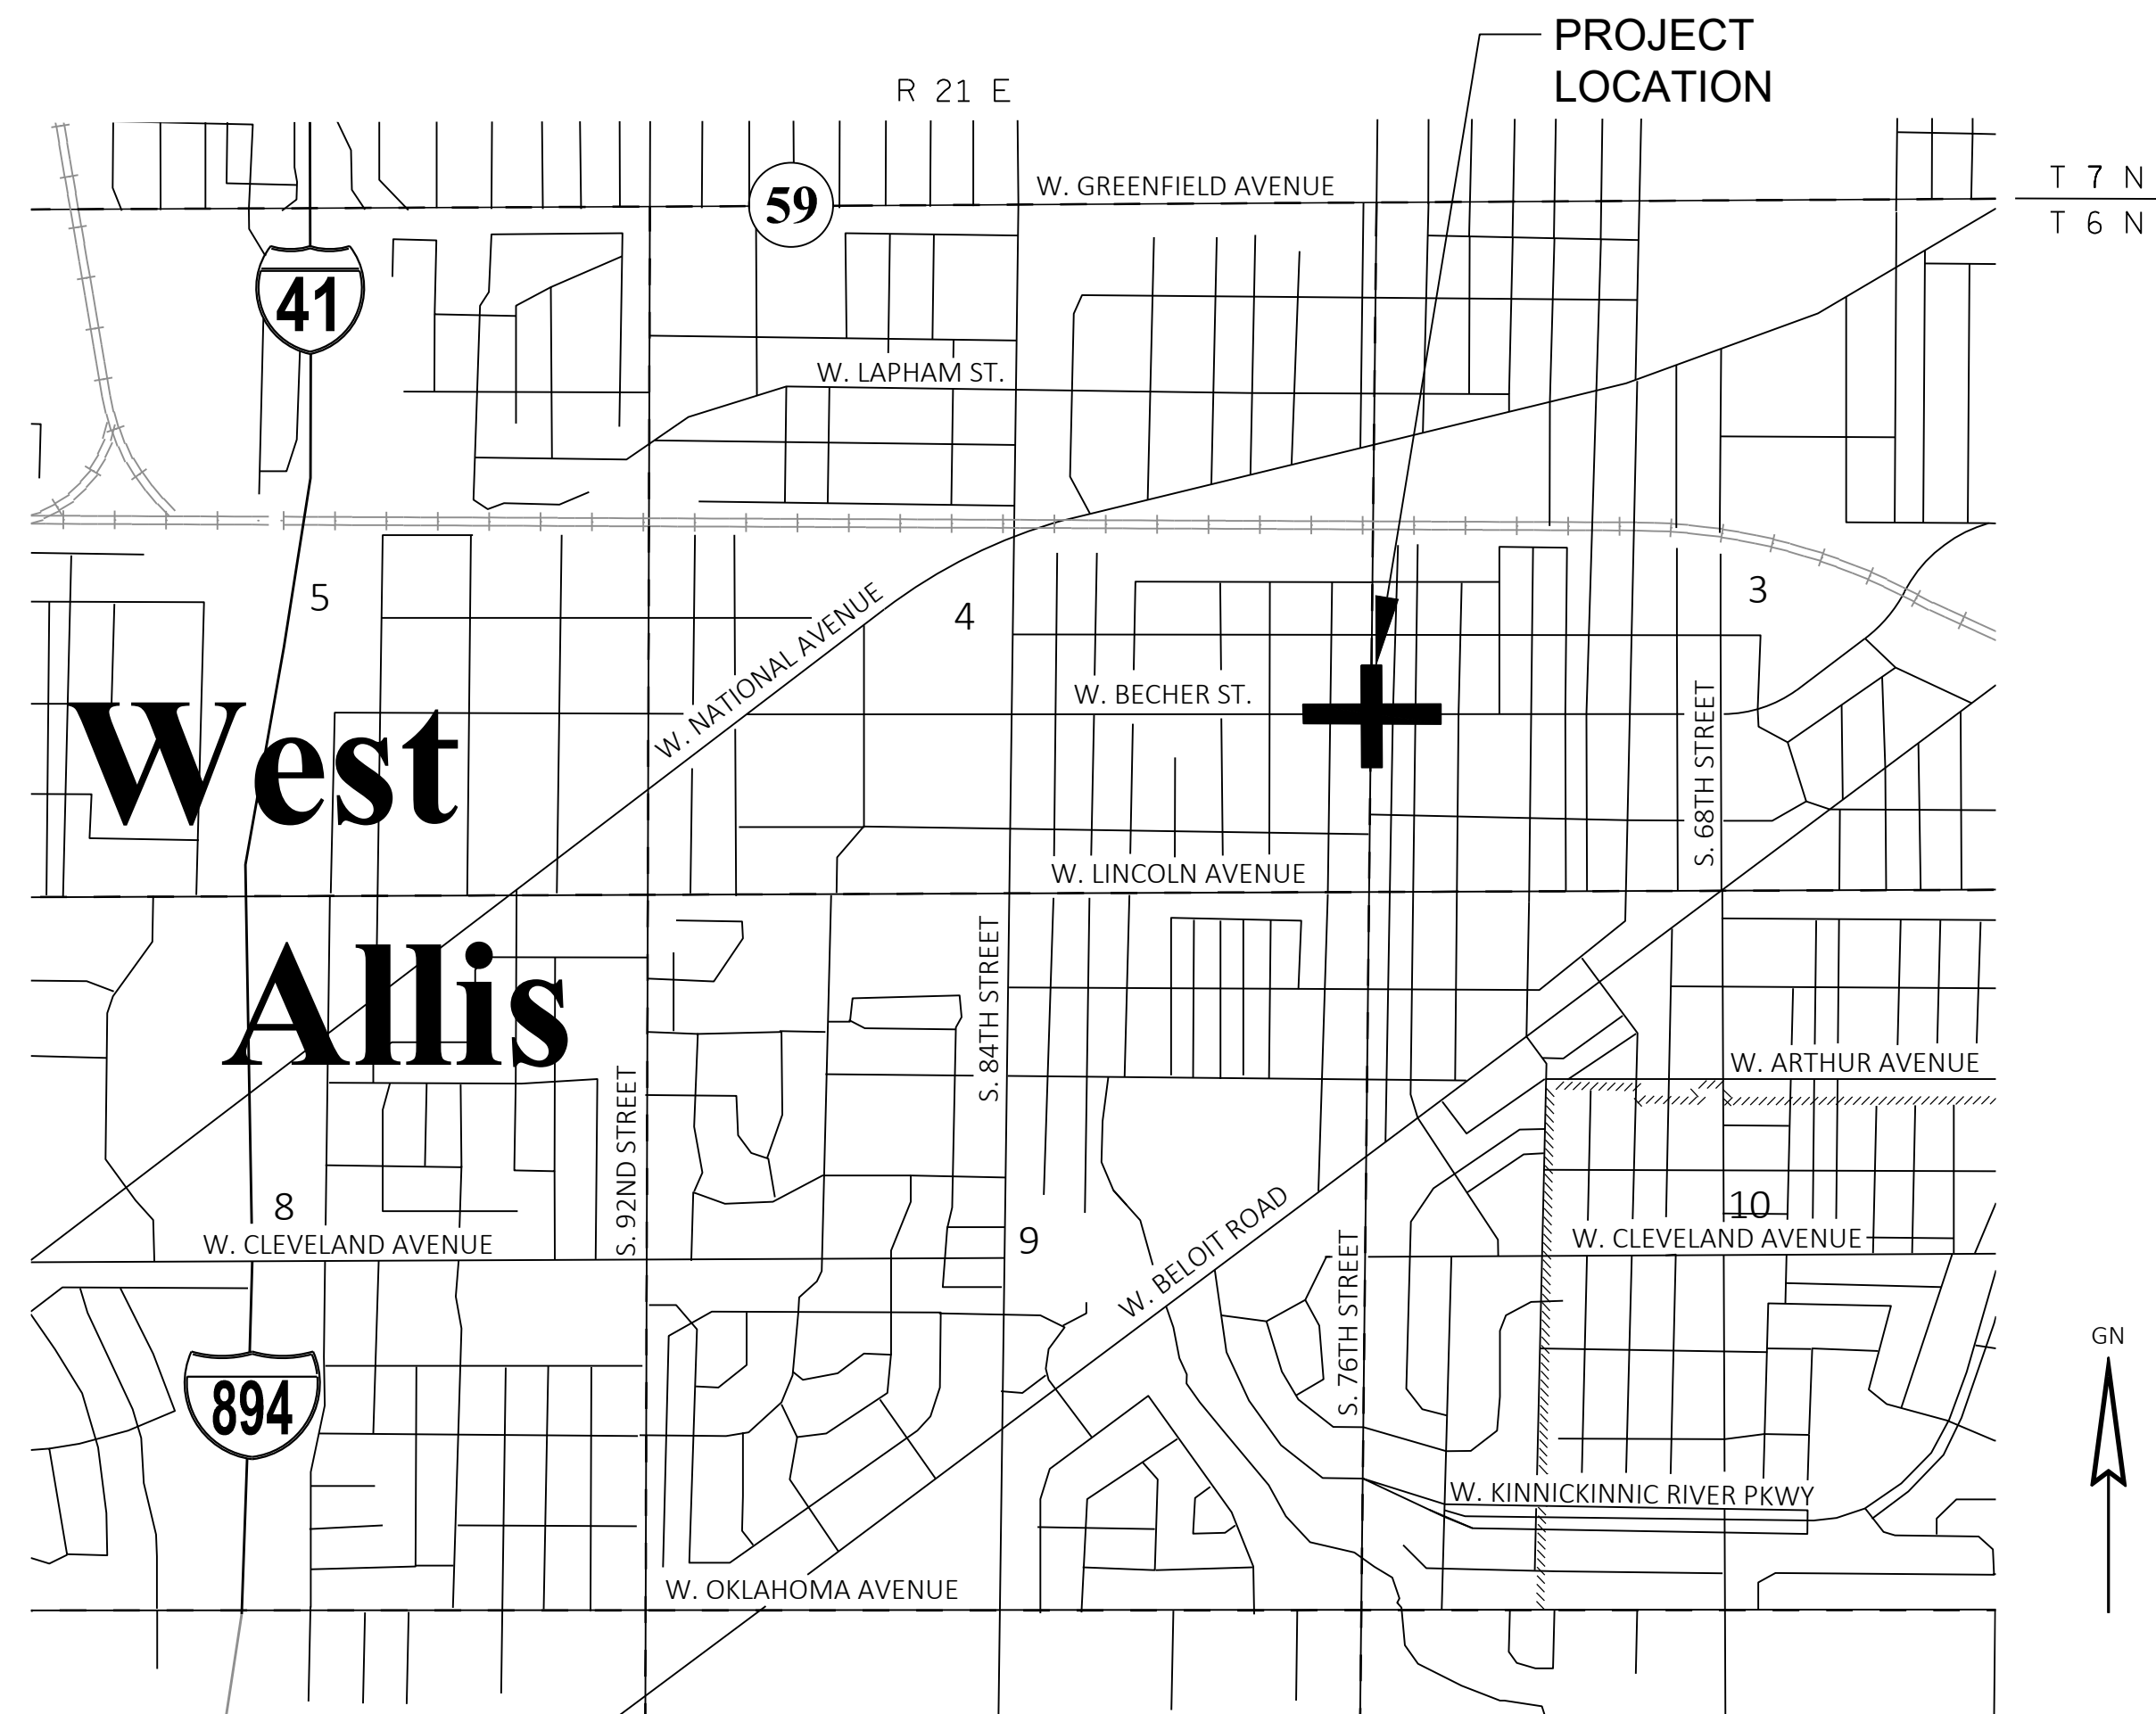 PROJECT
LOCATION
R 21 E
W. GREENFIELD AVENUE
T 7 N
T 6 N
59
41
W. LAPHAM ST.
5
4
3
W. NATIONAL AVENUE
W. BECHER ST.
S. 68TH STREET
West
W. LINCOLN AVENUE
Allis
S. 84TH STREET
W. ARTHUR AVENUE
S. 92ND STREET
8
10
W. CLEVELAND AVENUE
9
W. CLEVELAND AVENUE
W. BELOIT ROAD
S. 76TH STREET
GN
894
W. KINNICKINNIC RIVER PKWY
W. OKLAHOMA AVENUE